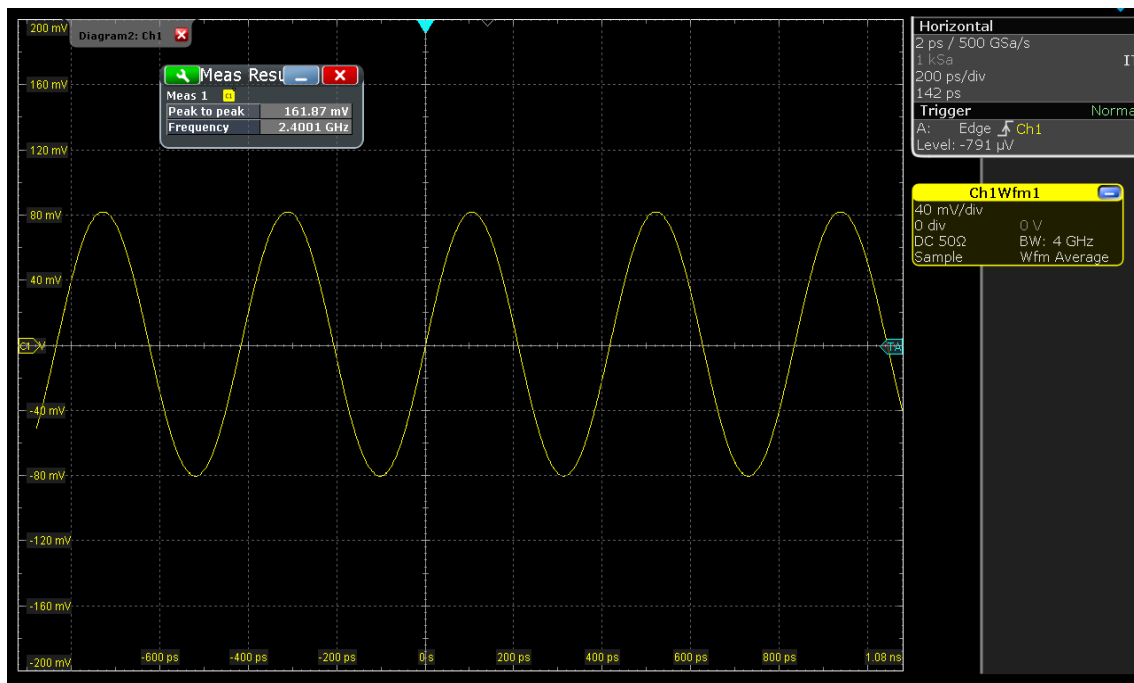 200 mV
Diagram2: Ch1
Meas Resu
Meas 1 C1
Peak to peak 161.87 mV
Frequency 2.4001 GHz
160 mV
120 mV
80 mV
40 mV
C1 V
TA
-40 mV
-80 mV
-120 mV
-160 mV
-200 mV
-600 ps -400 ps -200 ps 0 s 200 ps 400 ps 600 ps 800 ps 1.08 ns
Horizontal
2 ps / 500 GSa/s
1 kSa
200 ps/div
142 ps
Trigger Norma
A: Edge Ch1
Level: -791 µV
Ch1Wfm1
40 mV/div
0 div 0 V
DC 50Ω BW: 4 GHz
Sample Wfm Average